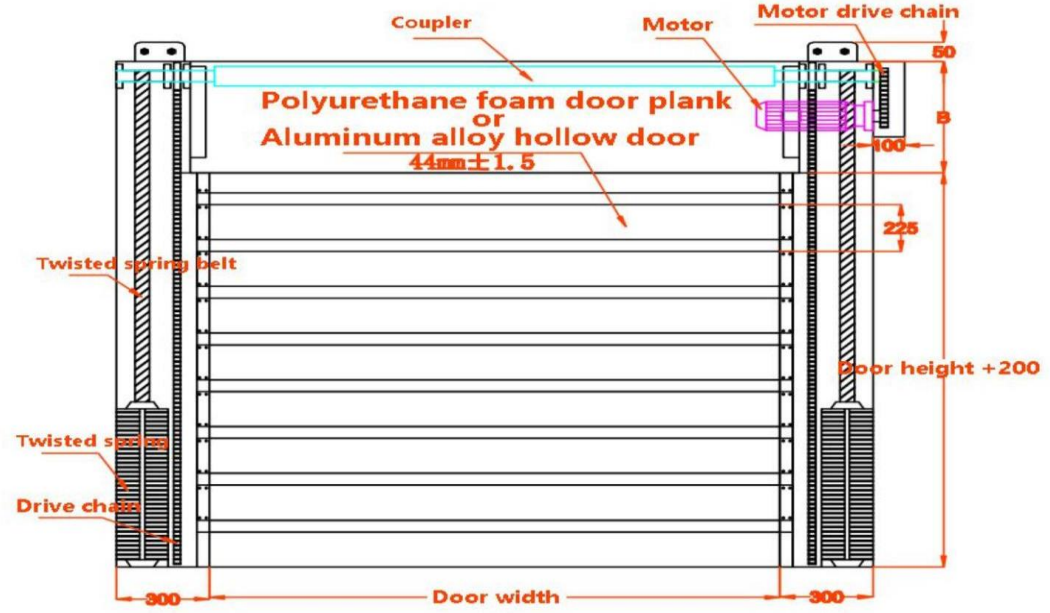 Motor drive chain
Coupler
Motor
50
Polyurethane foam door plank
or
Aluminum alloy hollow door
44mm±1.5
B
100
225
Twisted spring belt
Door height +200
Twisted spring
Drive chain
300
Door width
300